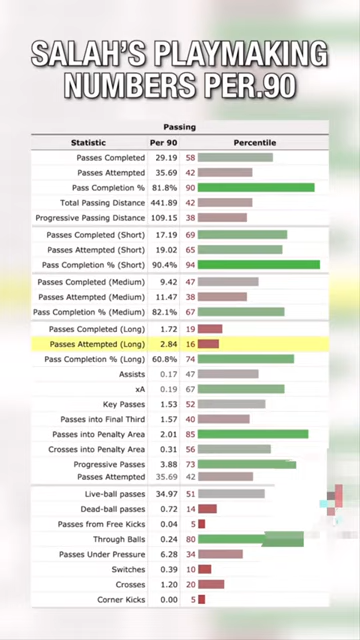 SALAH'S PLAYMAKING
NUMBERS PER.90
Passing
Statistic Per 90 Percentile
Passes Completed 29.19 58
Passes Attempted 35.69 42
Pass Completion % 81.8% 90
Total Passing Distance 441.89 42
Progressive Passing Distance 109.15 38
Passes Completed (Short) 17.19 69
Passes Attempted (Short) 19.02 65
Pass Completion % (Short) 90.4% 94
Passes Completed (Medium) 9.42 47
Passes Attempted (Medium) 11.47 38
Pass Completion % (Medium) 82.1% 67
Passes Completed (Long) 1.72 19
Passes Attempted (Long) 2.84 16
Pass Completion % (Long) 60.8% 74
Assists 0.17 47
xA 0.19 67
Key Passes 1.53 52
Passes into Final Third 1.57 40
Passes into Penalty Area 2.01 85
Crosses into Penalty Area 0.31 56
Progressive Passes 3.88 73
Passes Attempted 35.69 42
Live-ball passes 34.97 51
Dead-ball passes 0.72 14
Passes from Free Kicks 0.04 5
Through Balls 0.24 80
Passes Under Pressure 6.28 34
Switches 0.39 10
Crosses 1.20 20
Corner Kicks 0.00 5